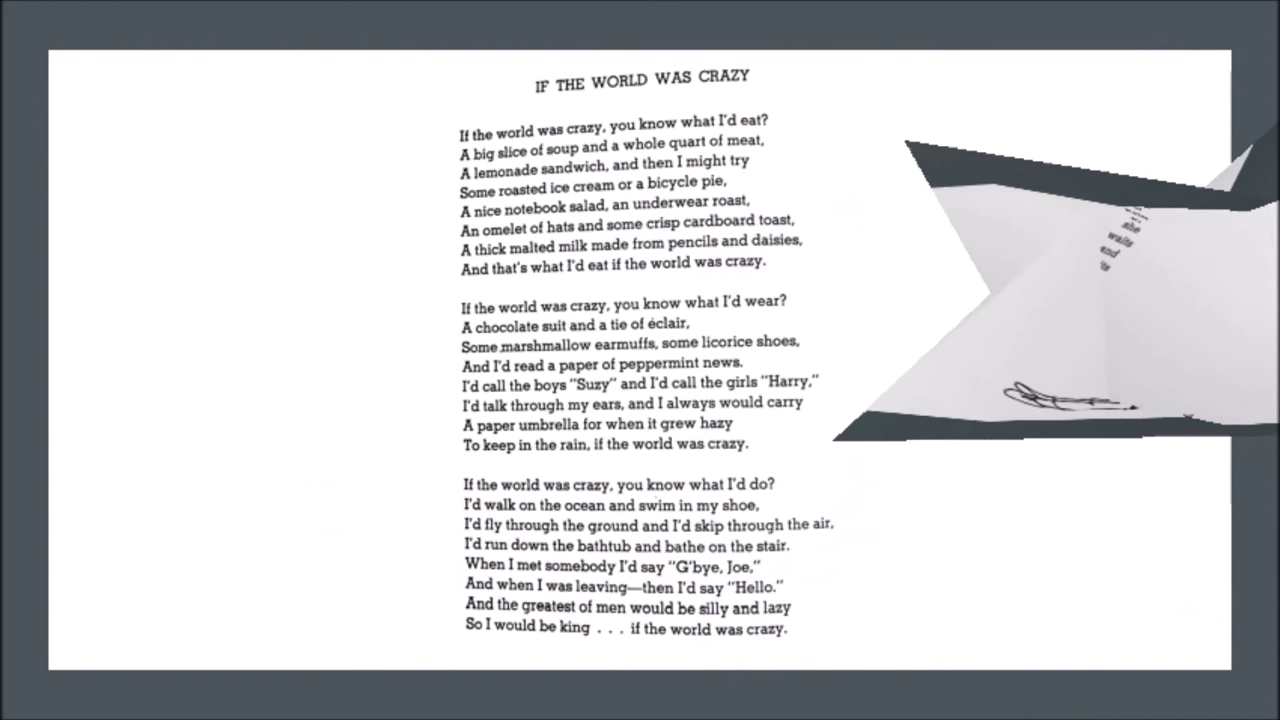 IF THE WORLD WAS CRAZY
If the world was crazy, you know what I'd eat?
A big slice of soup and a whole quart of meat,
A lemonade sandwich, and then I might try
Some roasted ice cream or a bicycle pie,
A nice notebook salad, an underwear roast,
An omelet of hats and some crisp cardboard toast,
A thick malted milk made from pencils and daisies,
And that's what I'd eat if the world was crazy.
If the world was crazy, you know what I'd wear?
A chocolate suit and a tie of éclair,
Some marshmallow earmuffs, some licorice shoes,
And I'd read a paper of peppermint news.
I'd call the boys "Suzy" and I'd call the girls "Harry,"
I'd talk through my ears, and I always would carry
A paper umbrella for when it grew hazy
To keep in the rain, if the world was crazy.
If the world was crazy, you know what I'd do?
I'd walk on the ocean and swim in my shoe,
I'd fly through the ground and I'd skip through the air,
I'd run down the bathtub and bathe on the stair.
When I met somebody I'd say "G'bye, Joe,"
And when I was leaving—then I'd say "Hello."
And the greatest of men would be silly and lazy
So I would be king . . . if the world was crazy.
she
waits
and